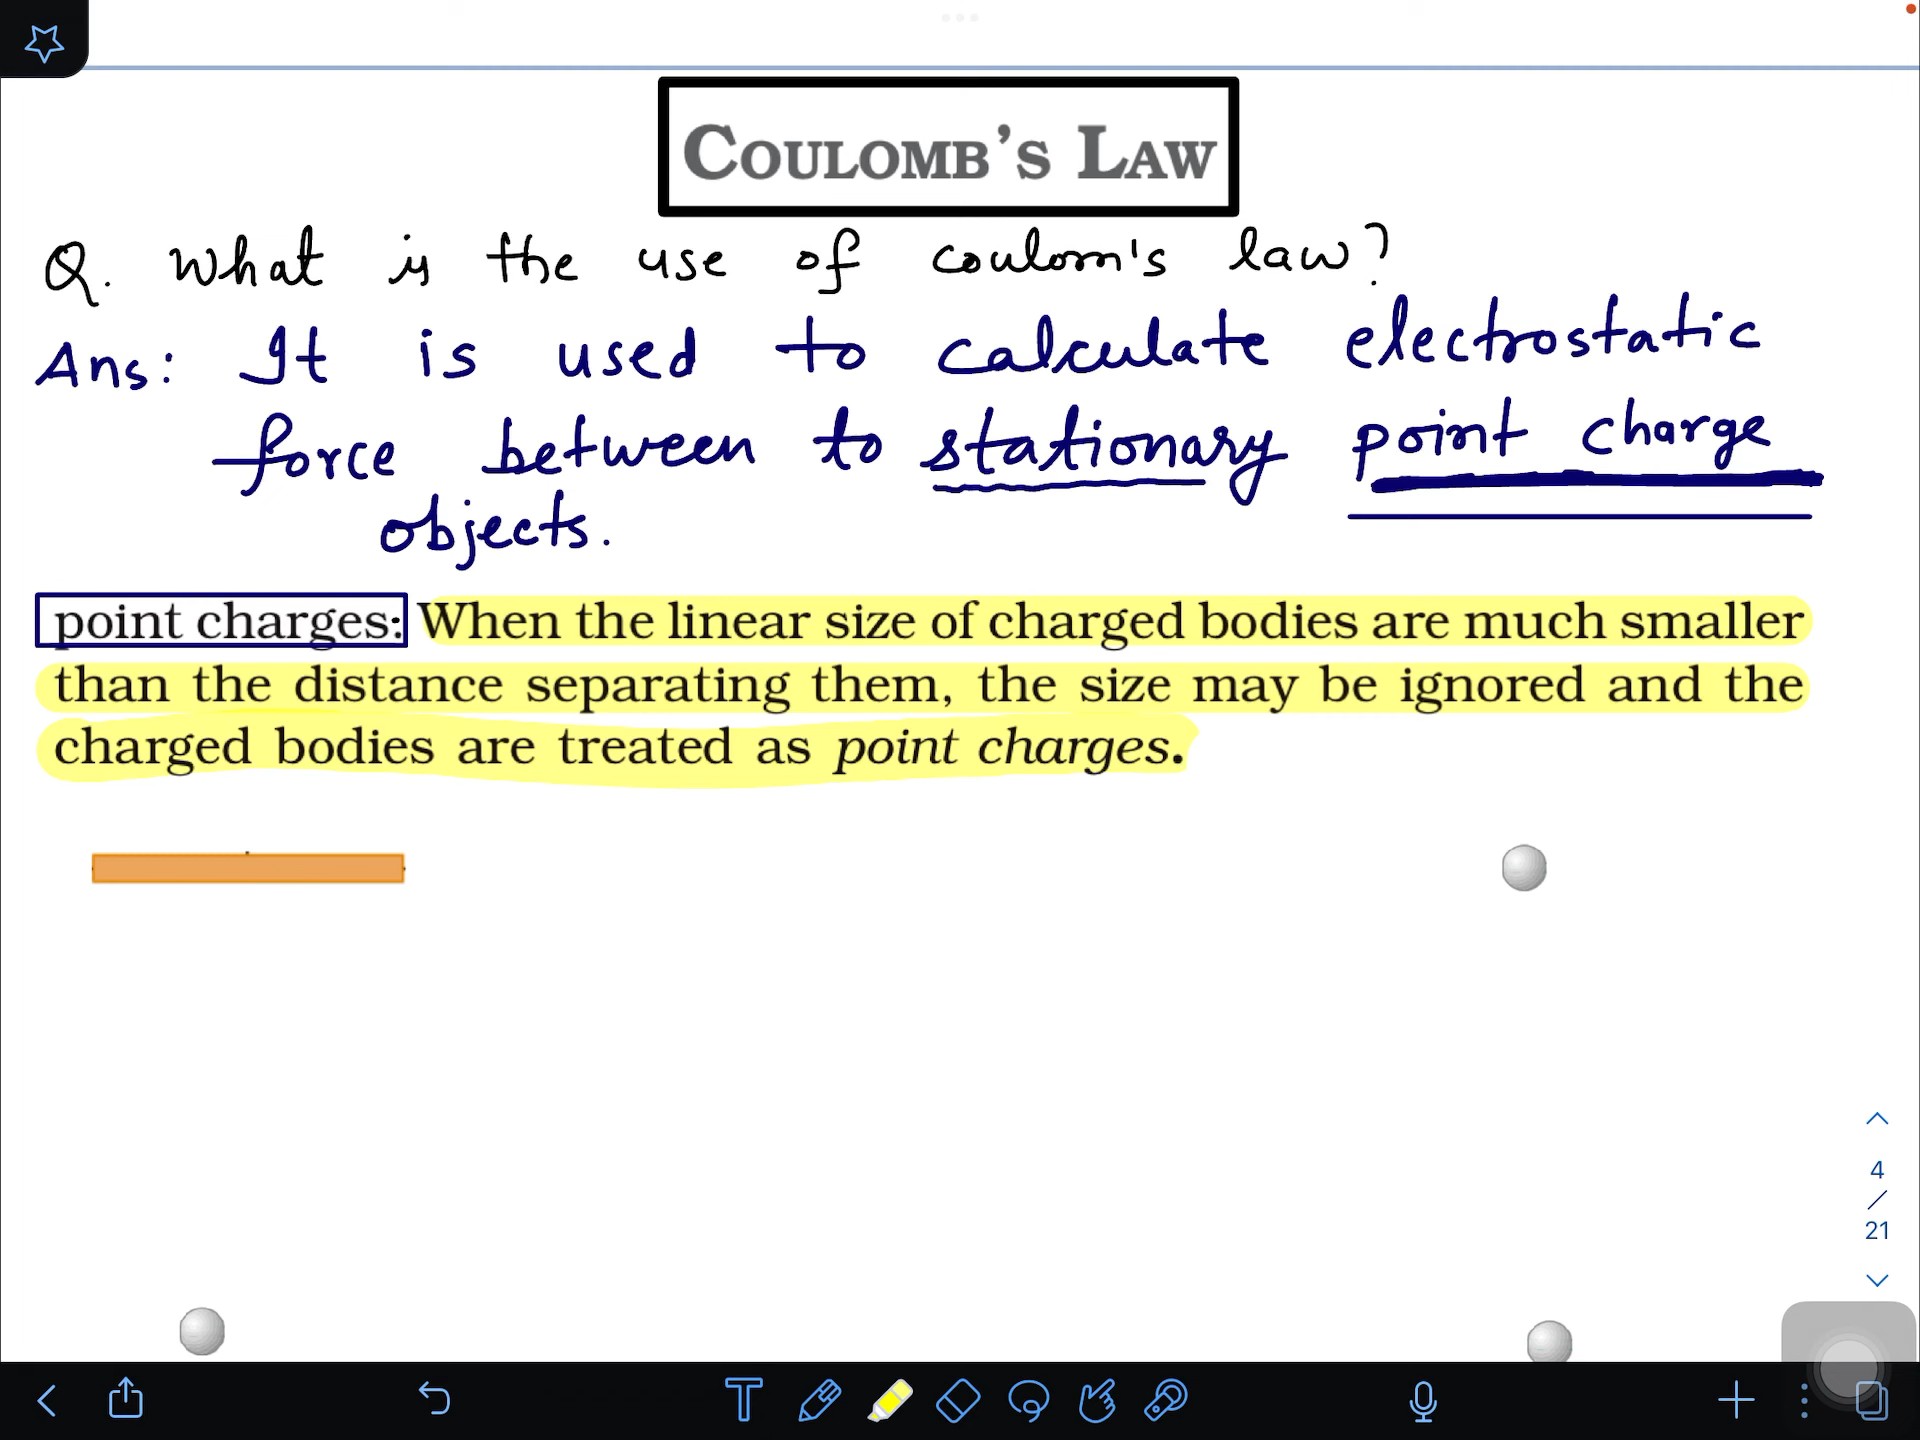 COULOMB'S LAW
Q. What is the use of coulom's law?
Ans: It is used to calculate electrostatic
force between to stationary point charge
objects.
point charges: When the linear size of charged bodies are much smaller
than the distance separating them, the size may be ignored and the
charged bodies are treated as point charges.
4
/
21
T